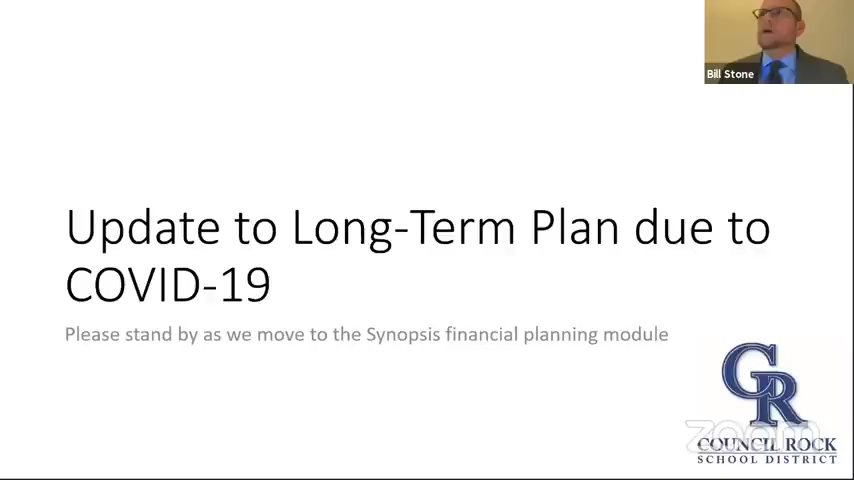 Bill Stone
Update to Long-Term Plan due to
COVID-19
Please stand by as we move to the Synopsis financial planning module
CR
zoom
COUNCIL ROCK
SCHOOL DISTRICT